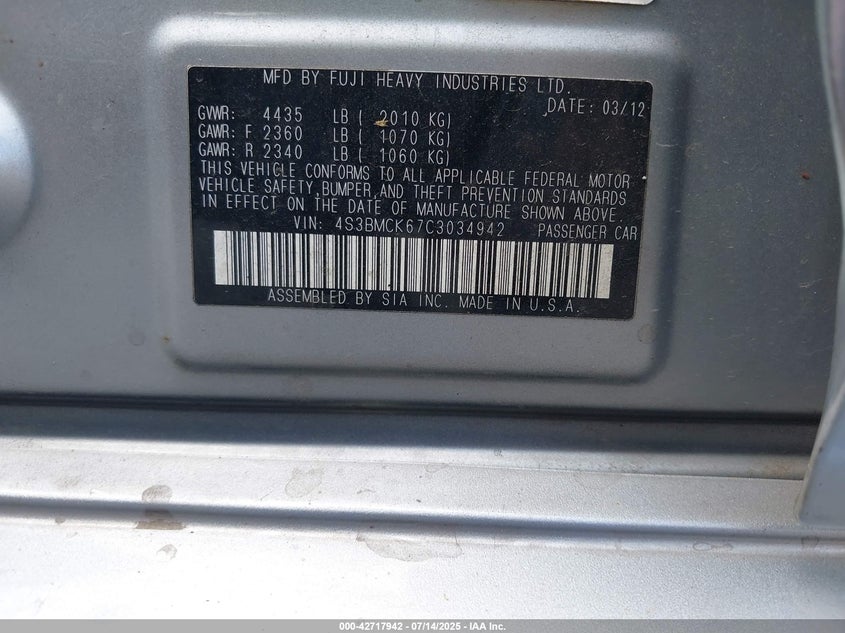 MFD BY FUJI HEAVY INDUSTRIES LTD.
DATE: 03/12
GVWR: 4435 LB ( 2010 KG)
GAWR: F 2360 LB ( 1070 KG)
GAWR: R 2340 LB ( 1060 KG)
THIS VEHICLE CONFORMS TO ALL APPLICABLE FEDERAL MOTOR
VEHICLE SAFETY, BUMPER, AND THEFT PREVENTION STANDARDS
IN EFFECT ON THE DATE OF MANUFACTURE SHOWN ABOVE.
VIN: 4S3BMCK67C3034942 PASSENGER CAR
ASSEMBLED BY SIA INC. MADE IN U.S.A.
000-42717942 - 07/14/2025 - IAA Inc.